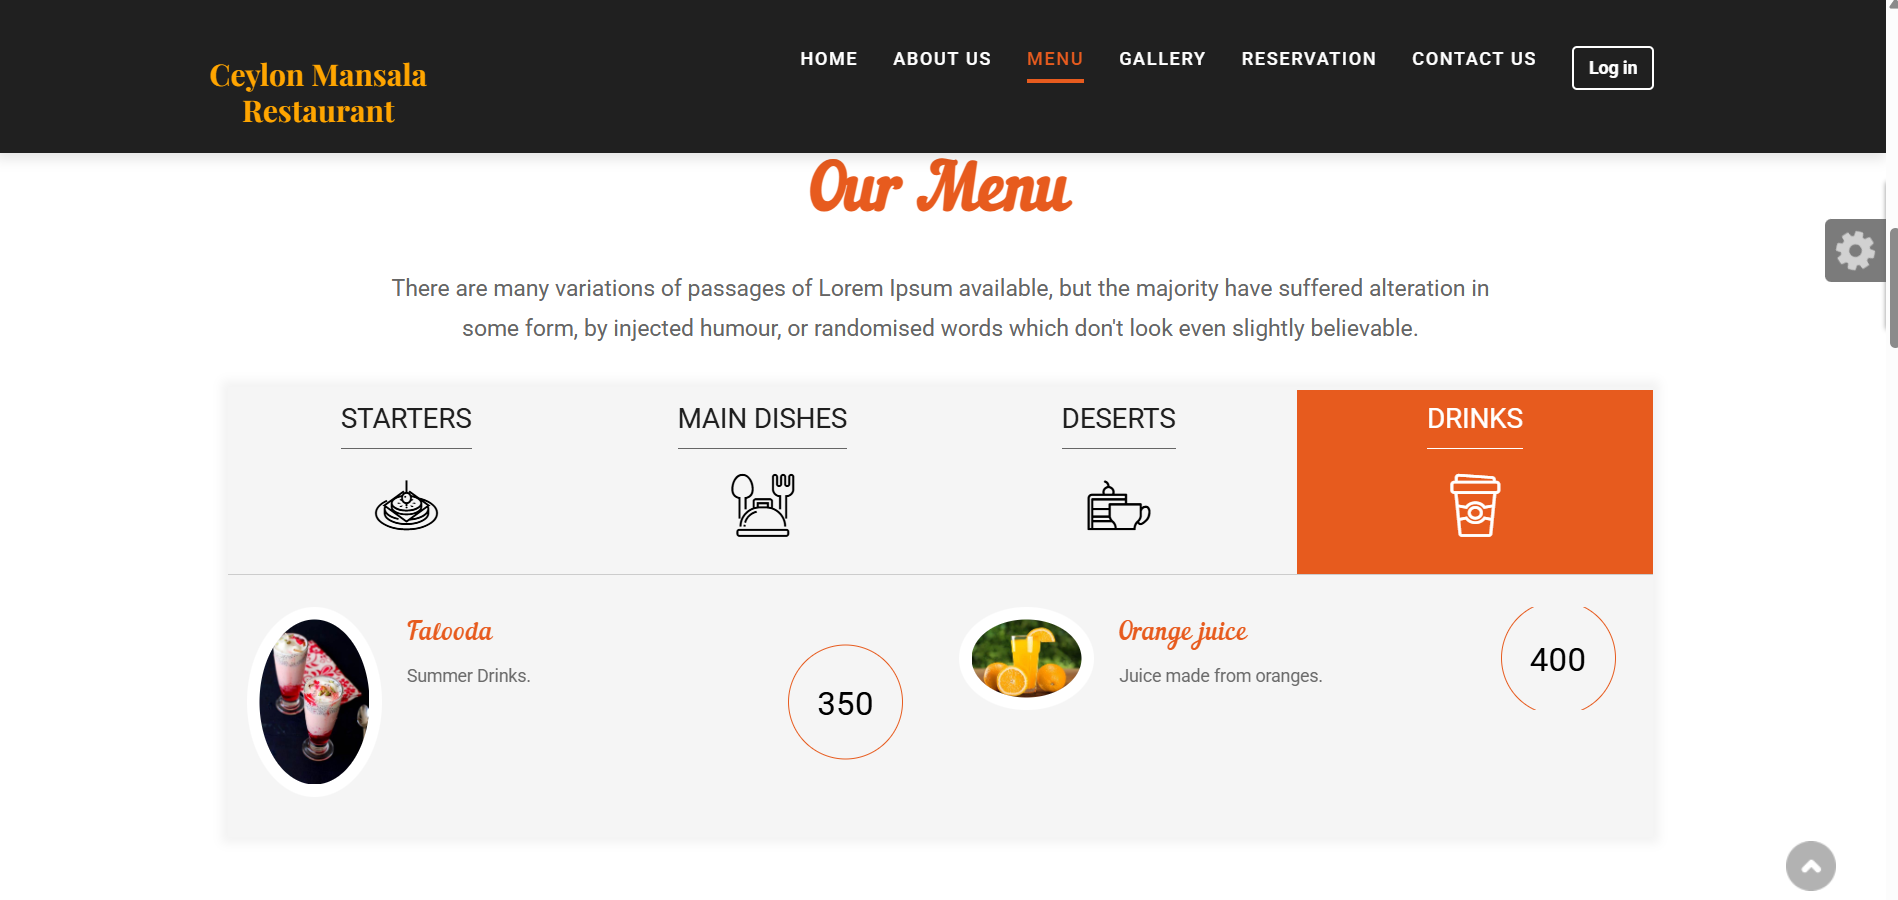 Ceylon Mansala
Restaurant
HOME
ABOUT US
MENU
GALLERY
RESERVATION
CONTACT US
Log in
Our Menu
There are many variations of passages of Lorem Ipsum available, but the majority have suffered alteration in
some form, by injected humour, or randomised words which don't look even slightly believable.
STARTERS
MAIN DISHES
DESERTS
DRINKS
Falooda
Summer Drinks.
350
Orange juice
Juice made from oranges.
400